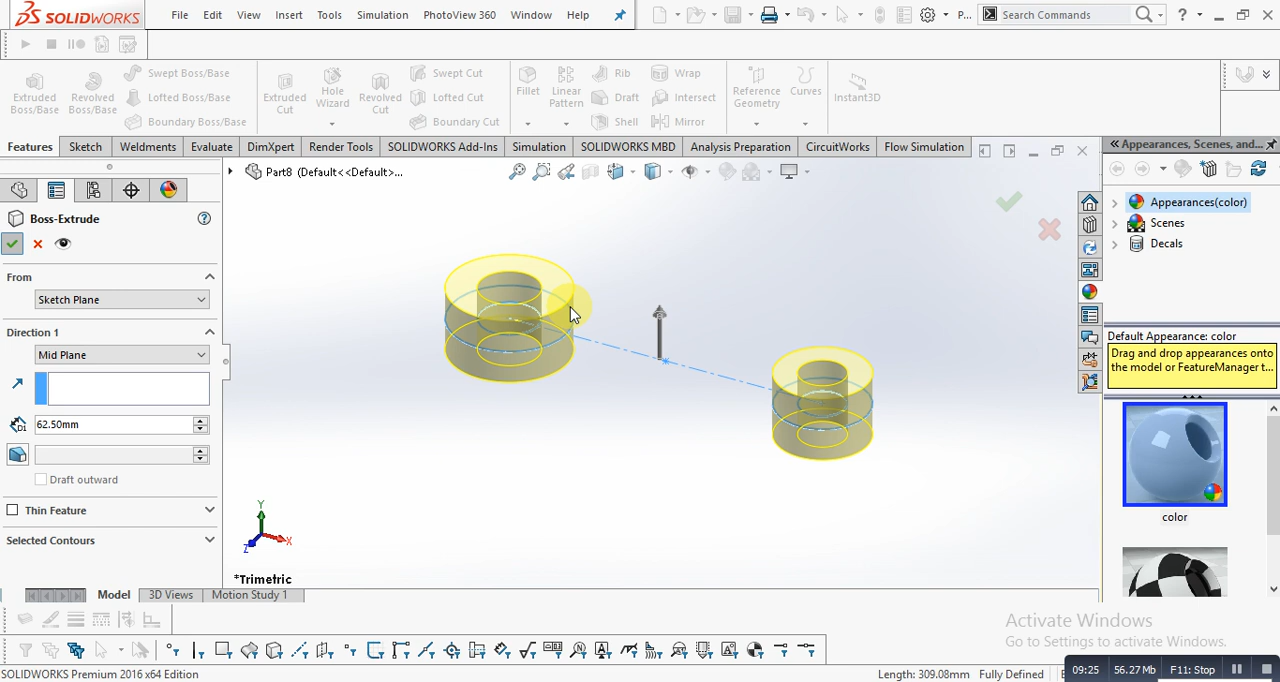 SOLIDWORKS File Edit View Insert Tools Simulation PhotoView 360 Window Help P... Search Commands ?
Extruded Boss/Base Revolved Boss/Base Swept Boss/Base Lofted Boss/Base Boundary Boss/Base Extruded Cut Hole Wizard Revolved Cut Swept Cut Lofted Cut Boundary Cut Fillet Linear Pattern Rib Draft Shell Wrap Intersect Mirror Reference Geometry Curves Instant3D
Features Sketch Weldments Evaluate DimXpert Render Tools SOLIDWORKS Add-Ins Simulation SOLIDWORKS MBD Analysis Preparation CircuitWorks Flow Simulation Appearances, Scenes, and...
Part8 (Default<<Default>...
Boss-Extrude ?
From
Sketch Plane
Direction 1
Mid Plane
62.50mm
Draft outward
Thin Feature
Selected Contours
Y
X
Z
*Trimetric
Appearances(color)
Scenes
Decals
Default Appearance: color
Drag and drop appearances onto
the model or FeatureManager t...
color
Model 3D Views Motion Study 1
Activate Windows
Go to Settings to activate Windows.
SOLIDWORKS Premium 2016 x64 Edition Length: 309.08mm Fully Defined
09:25 56.27 Mb F11: Stop